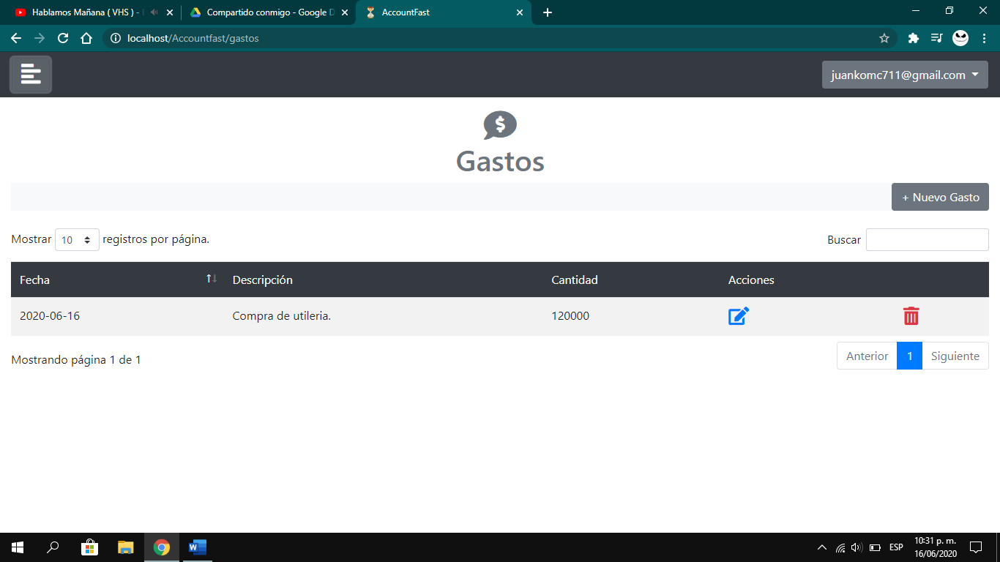 Hablamos Mañana ( VHS ) -
Compartido conmigo - Google D
AccountFast
localhost/Accountfast/gastos
juankomc711@gmail.com
Gastos
+ Nuevo Gasto
Mostrar 10 registros por página.
Buscar
Fecha Descripción Cantidad Acciones
2020-06-16 Compra de utileria. 120000
Mostrando página 1 de 1
Anterior 1 Siguiente
ESP
10:31 p. m.
16/06/2020